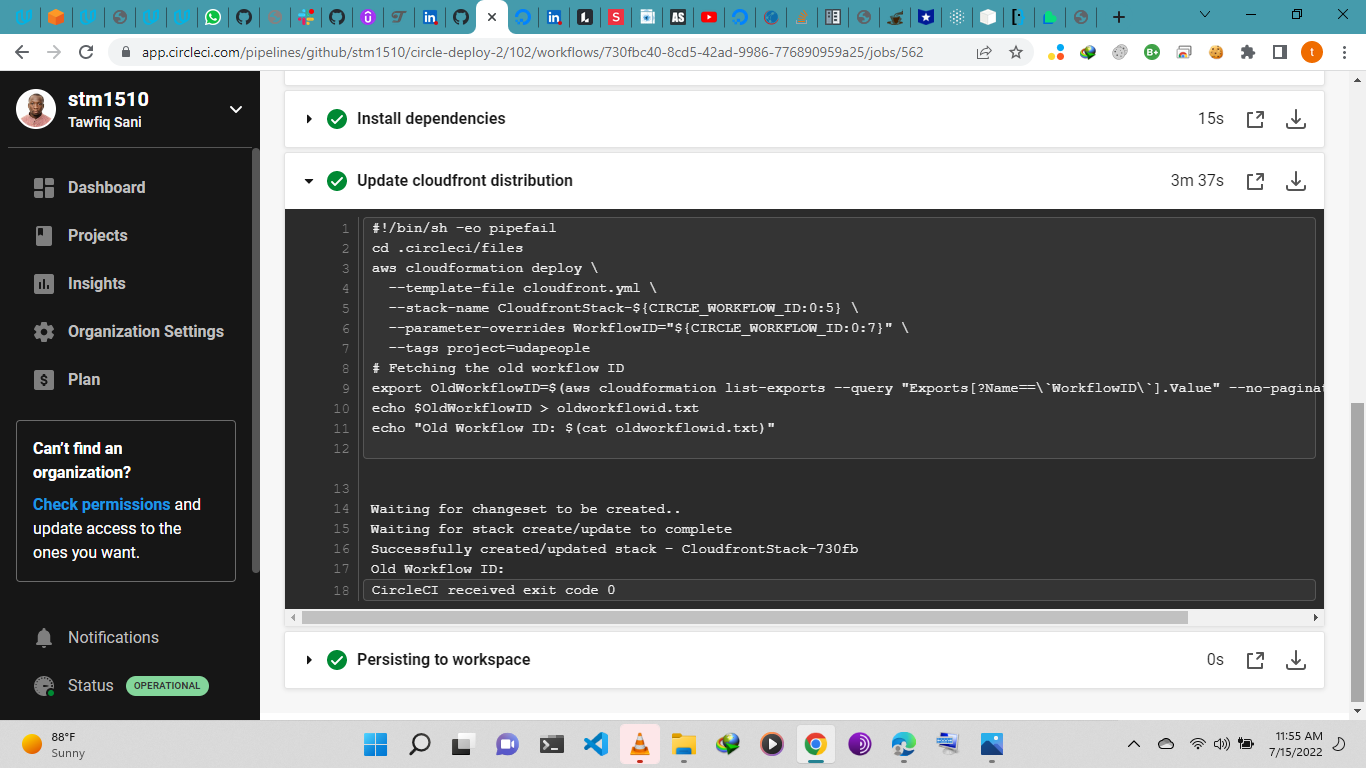 app.circleci.com/pipelines/github/stm1510/circle-deploy-2/102/workflows/730fbc40-8cd5-42ad-9986-776890959a25/jobs/562
stm1510
Tawfiq Sani
Dashboard
Projects
Insights
Organization Settings
Plan
Can't find an
organization?
Check permissions and
update access to the
ones you want.
Notifications
Status OPERATIONAL
Install dependencies 15s
Update cloudfront distribution 3m 37s
1 #!/bin/sh -eo pipefail
2 cd .circleci/files
3 aws cloudformation deploy \
4 --template-file cloudfront.yml \
5 --stack-name CloudfrontStack-${CIRCLE_WORKFLOW_ID:0:5} \
6 --parameter-overrides WorkflowID="${CIRCLE_WORKFLOW_ID:0:7}" \
7 --tags project=udapeople
8 # Fetching the old workflow ID
9 export OldWorkflowID=$(aws cloudformation list-exports --query "Exports[?Name==\`WorkflowID\`].Value" --no-pagina
10 echo $OldWorkflowID > oldworkflowid.txt
11 echo "Old Workflow ID: $(cat oldworkflowid.txt)"
12
13
14 Waiting for changeset to be created..
15 Waiting for stack create/update to complete
16 Successfully created/updated stack - CloudfrontStack-730fb
17 Old Workflow ID:
18 CircleCI received exit code 0
Persisting to workspace 0s
88°F
Sunny
11:55 AM
7/15/2022